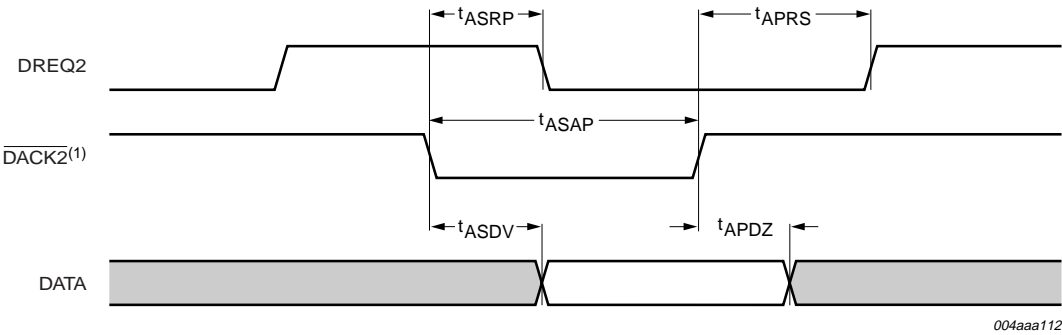 tASRP
tAPRS
DREQ2
tASAP
DACK2(1)
tASDV
tAPDZ
DATA
004aaa112